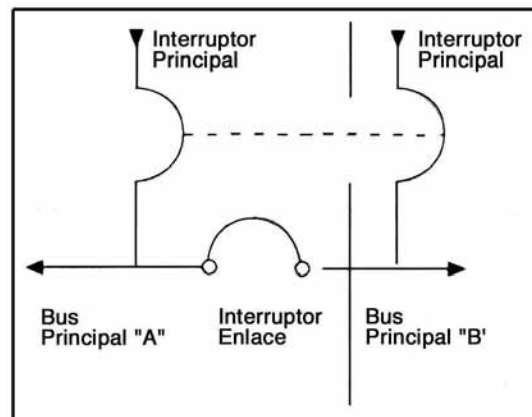 Interruptor
Principal
Interruptor
Principal
Bus
Principal "A"
Interruptor
Enlace
Bus
Principal "B'